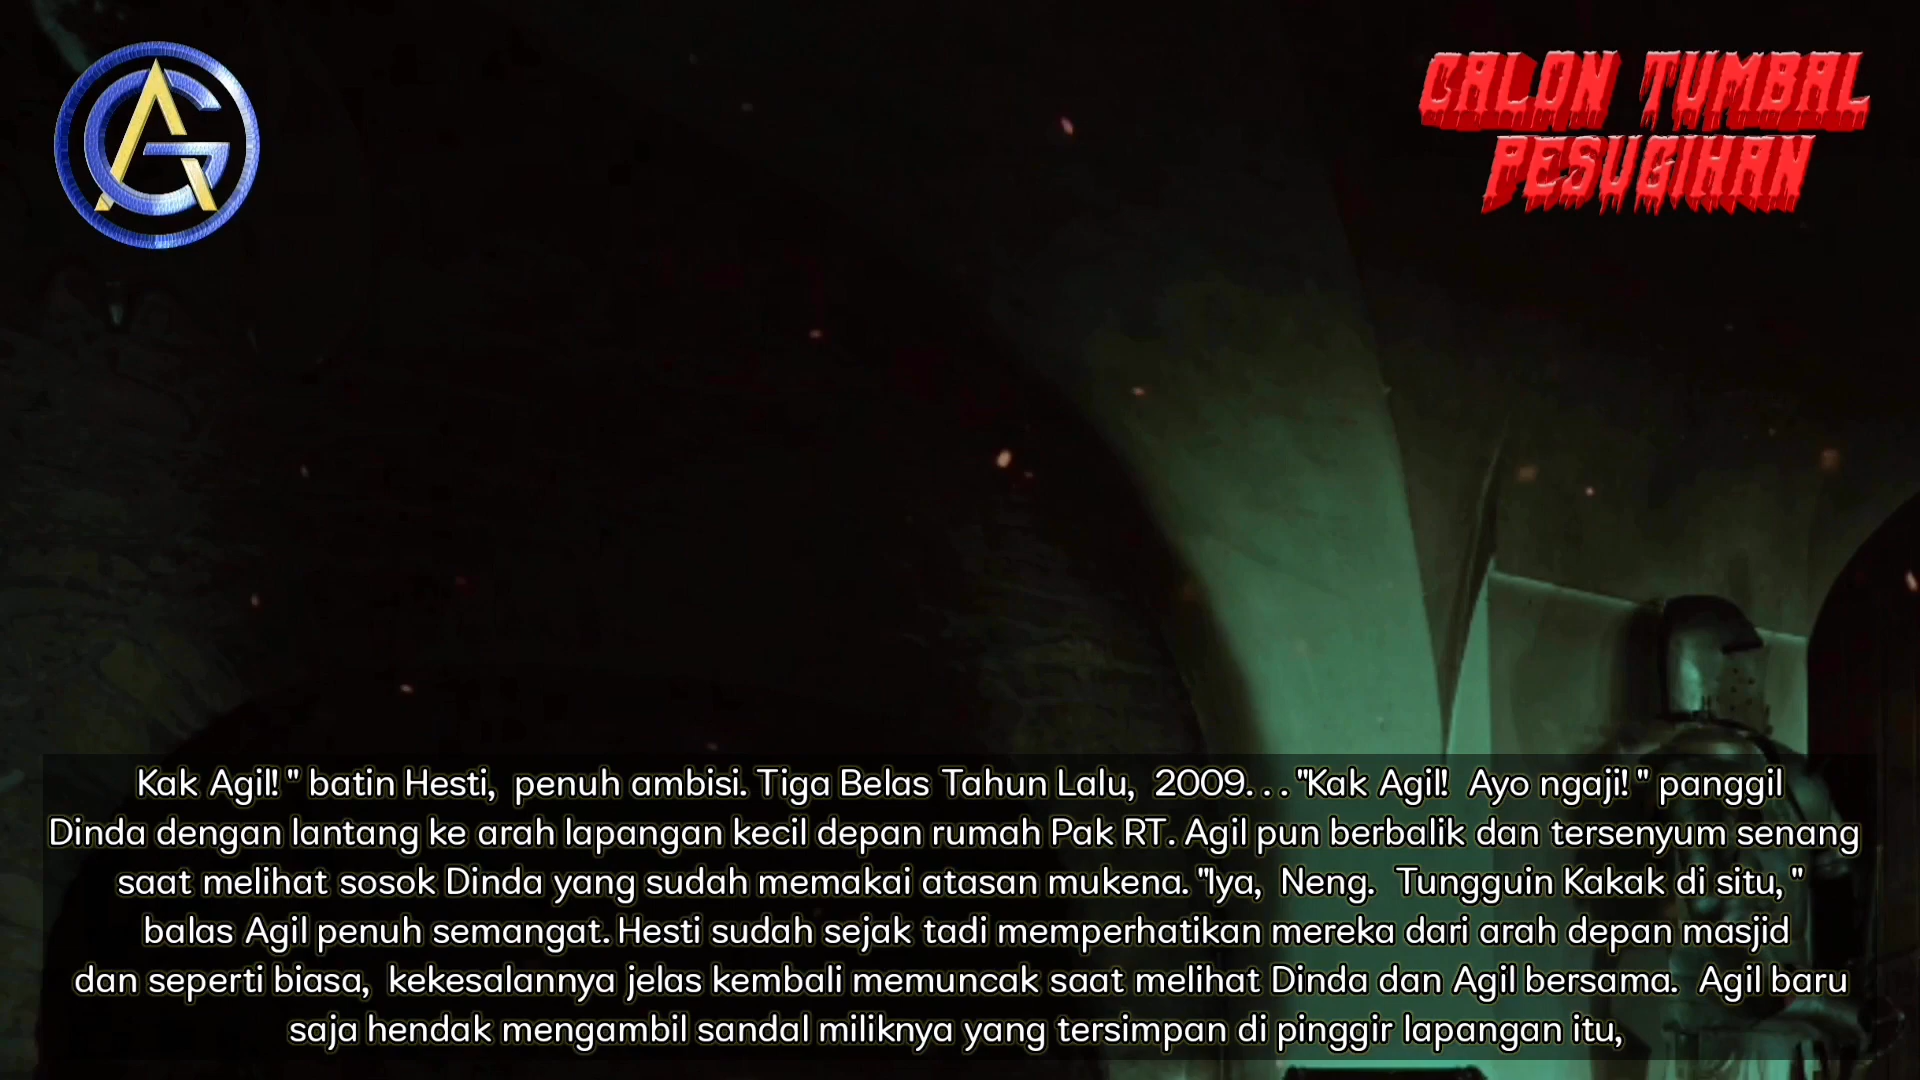 CALON TUMBAL
PESUGIHAN
Kak Agil! " batin Hesti,  penuh ambisi. Tiga Belas Tahun Lalu,  2009. . . "Kak Agil!  Ayo ngaji! " panggil
Dinda dengan lantang ke arah lapangan kecil depan rumah Pak RT. Agil pun berbalik dan tersenyum senang
saat melihat sosok Dinda yang sudah memakai atasan mukena. "Iya,  Neng.  Tungguin Kakak di situ, "
balas Agil penuh semangat. Hesti sudah sejak tadi memperhatikan mereka dari arah depan masjid
dan seperti biasa,  kekesalannya jelas kembali memuncak saat melihat Dinda dan Agil bersama.  Agil baru
saja hendak mengambil sandal miliknya yang tersimpan di pinggir lapangan itu,